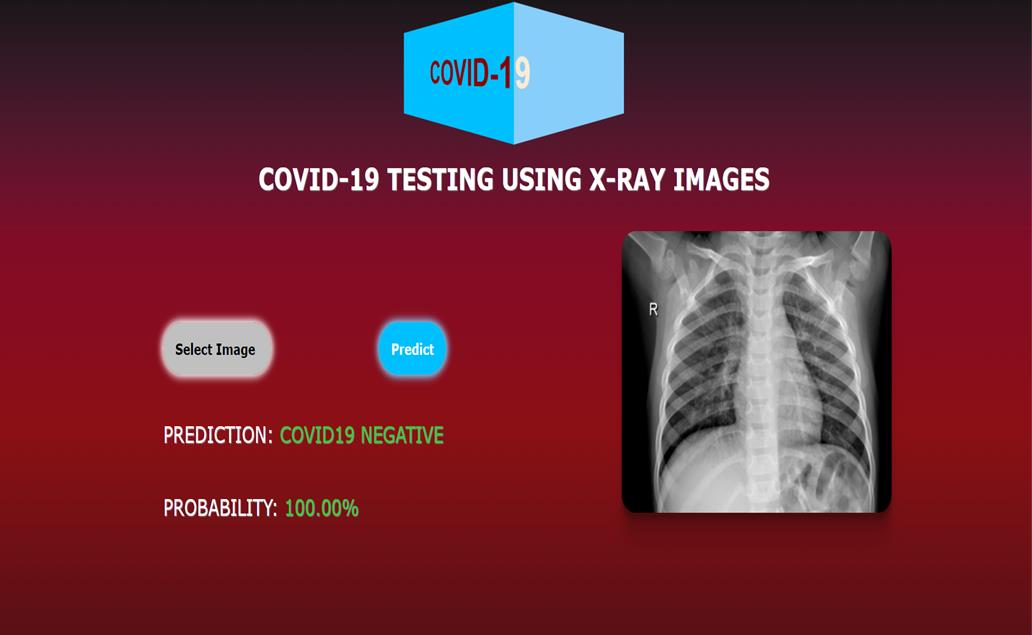 COVID-19
COVID-19 TESTING USING X-RAY IMAGES
R
Select Image
Predict
PREDICTION: COVID19 NEGATIVE
PROBABILITY: 100.00%